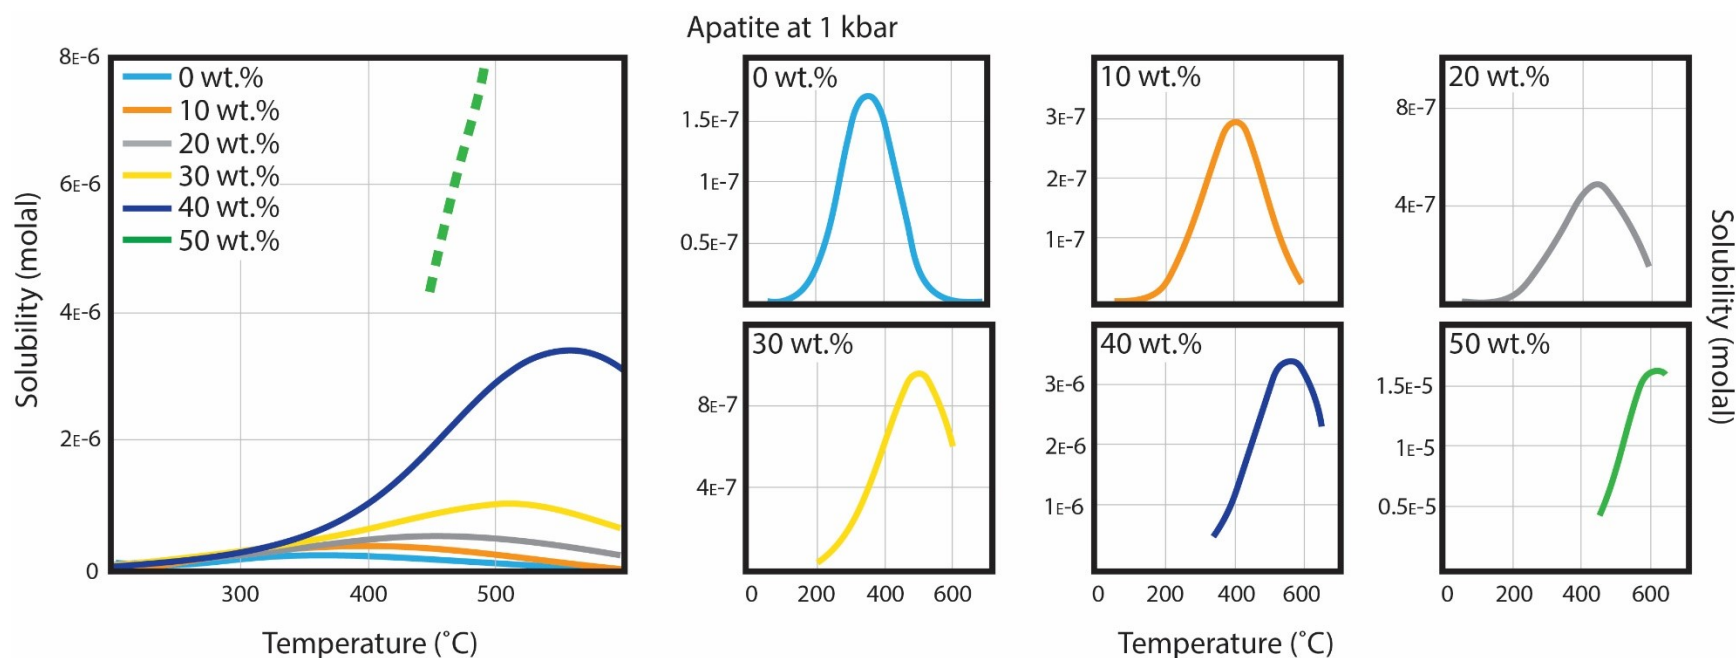 Apatite at 1 kbar
Solubility (molal)
8E-6
6E-6
4E-6
2E-6
0
0 wt.%
10 wt.%
20 wt.%
30 wt.%
40 wt.%
50 wt.%
300 400 500
Temperature (˚C)
0 wt.%
1.5E-7
1E-7
0.5E-7
10 wt.%
3E-7
2E-7
1E-7
20 wt.%
8E-7
4E-7
30 wt.%
8E-7
4E-7
0 200 400 600
40 wt.%
3E-6
2E-6
1E-6
0 200 400 600
50 wt.%
1.5E-5
1E-5
0.5E-5
0 200 400 600
Temperature (˚C)
Solubility (molal)